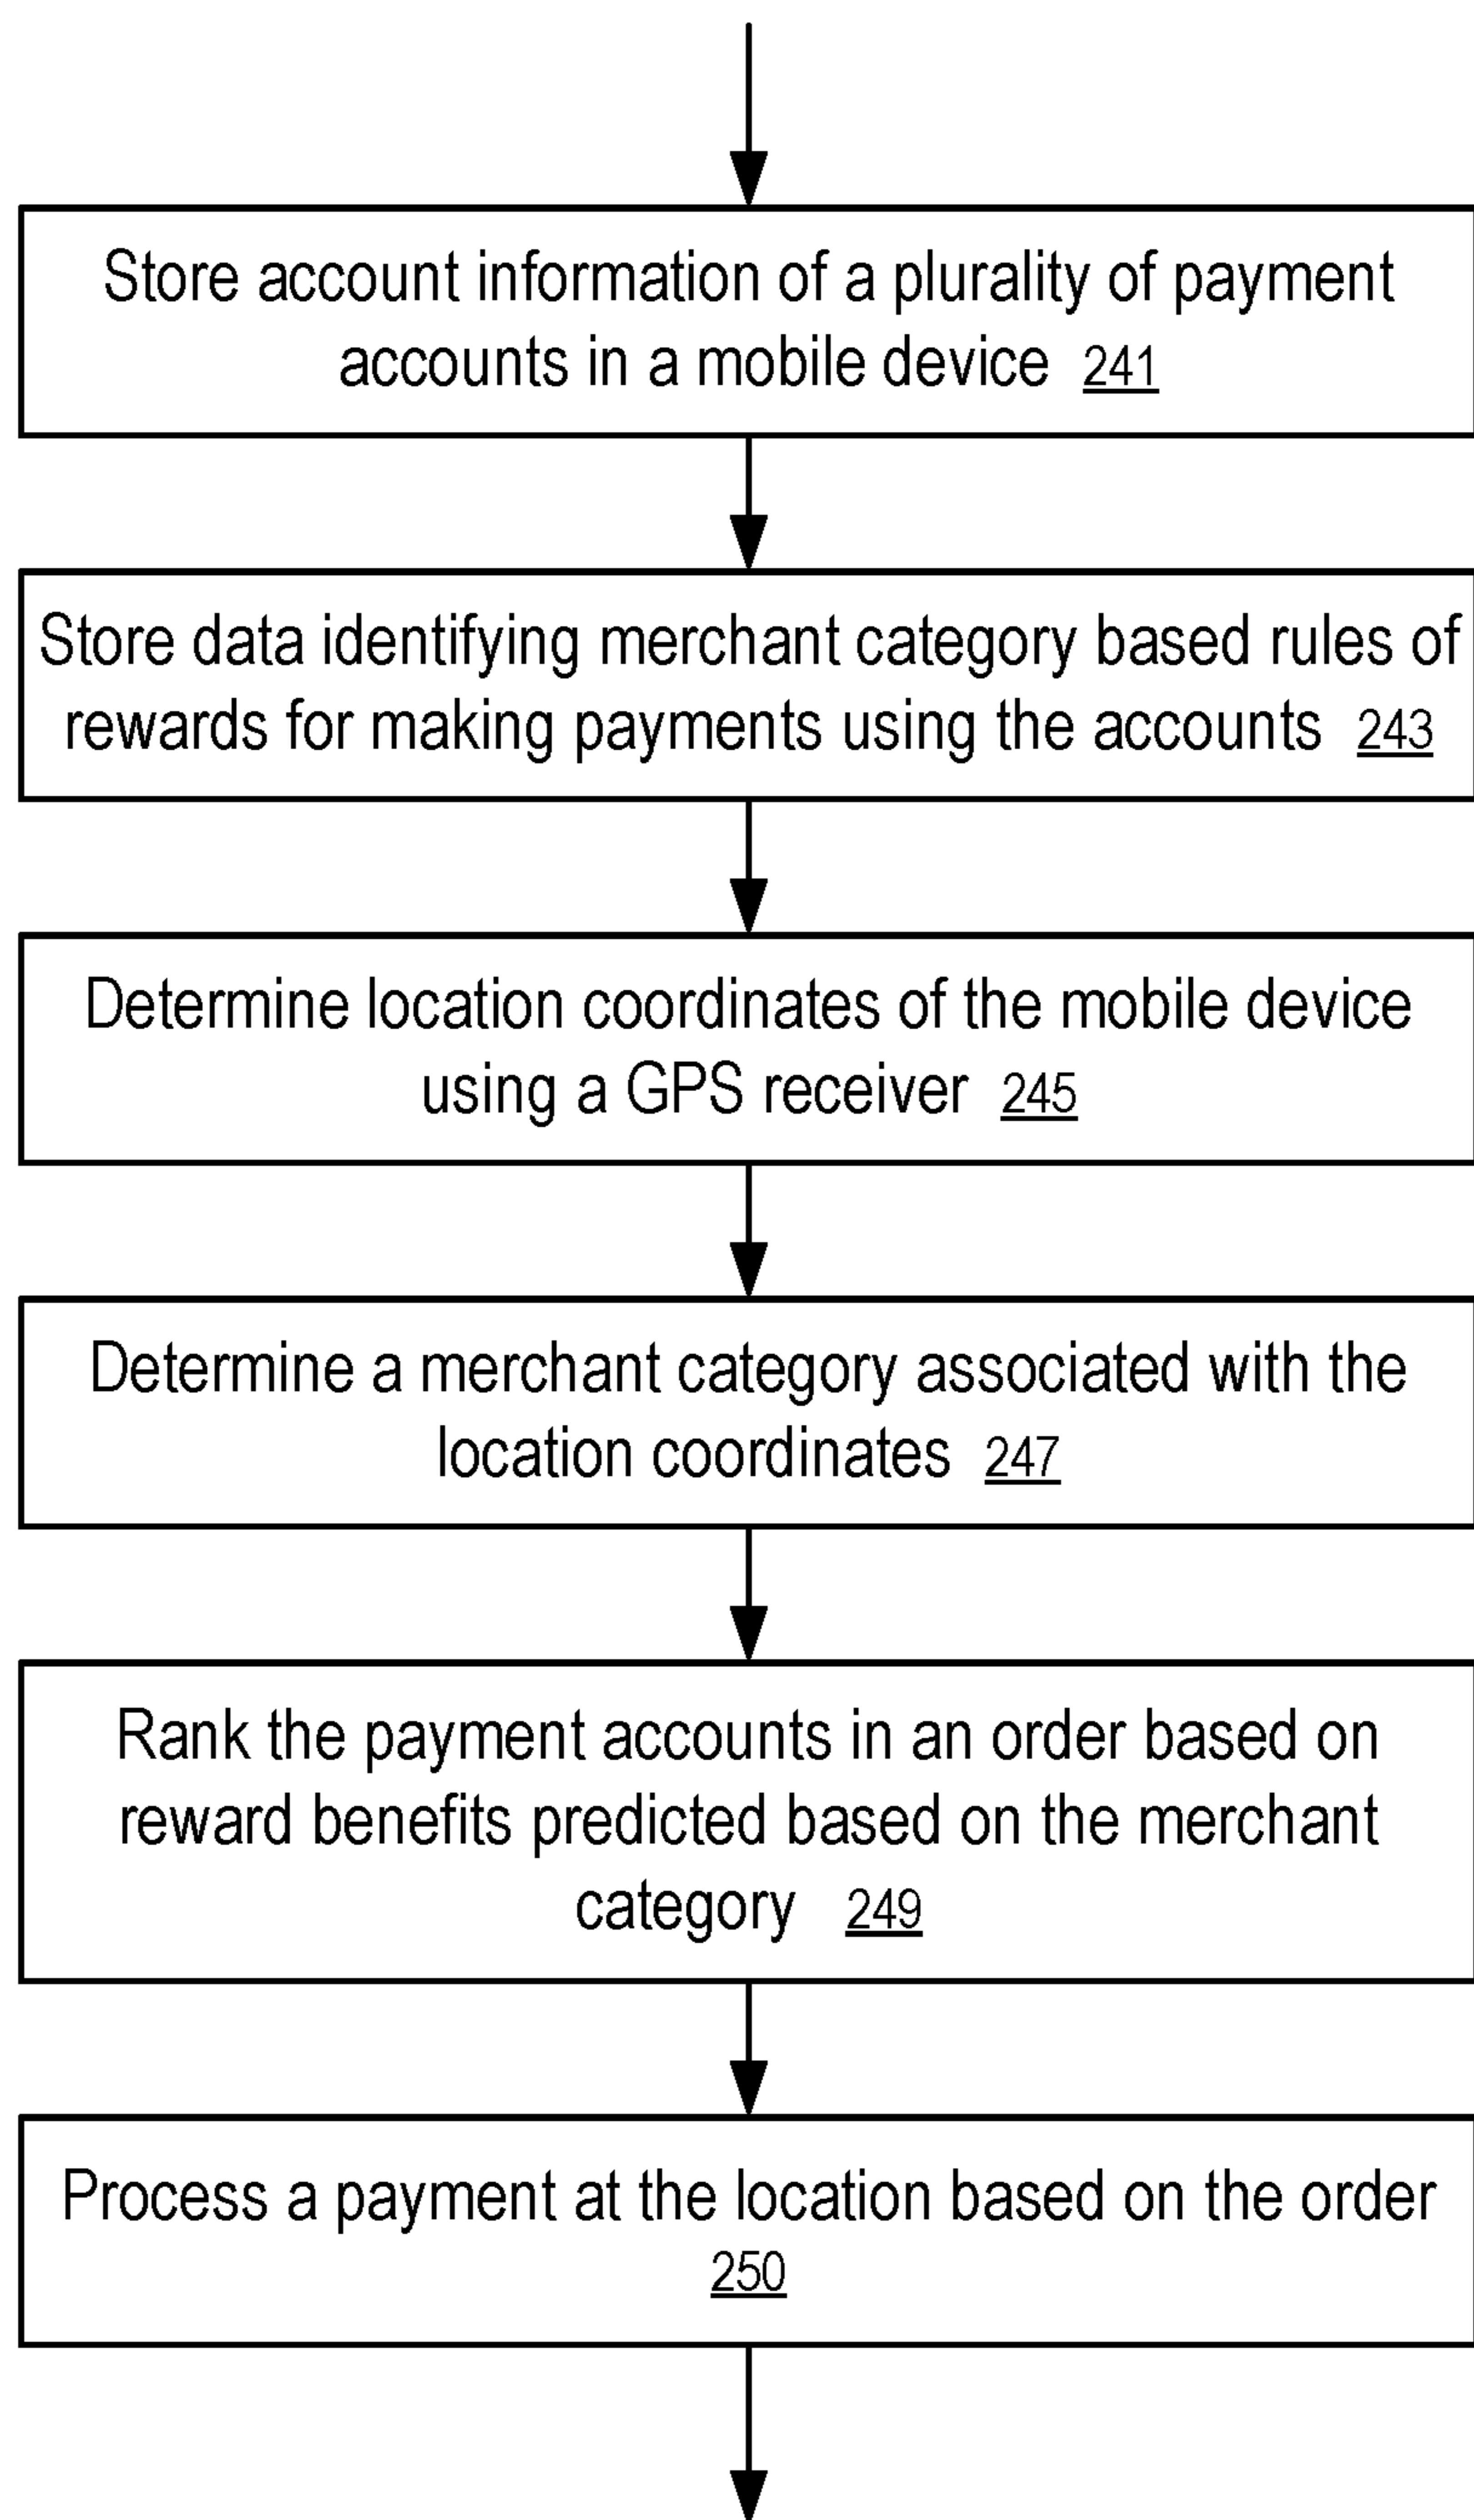 Store account information of a plurality of payment
accounts in a mobile device 241
Store data identifying merchant category based rules of
rewards for making payments using the accounts 243
Determine location coordinates of the mobile device
using a GPS receiver 245
Determine a merchant category associated with the
location coordinates 247
Rank the payment accounts in an order based on
reward benefits predicted based on the merchant
category 249
Process a payment at the location based on the order
250